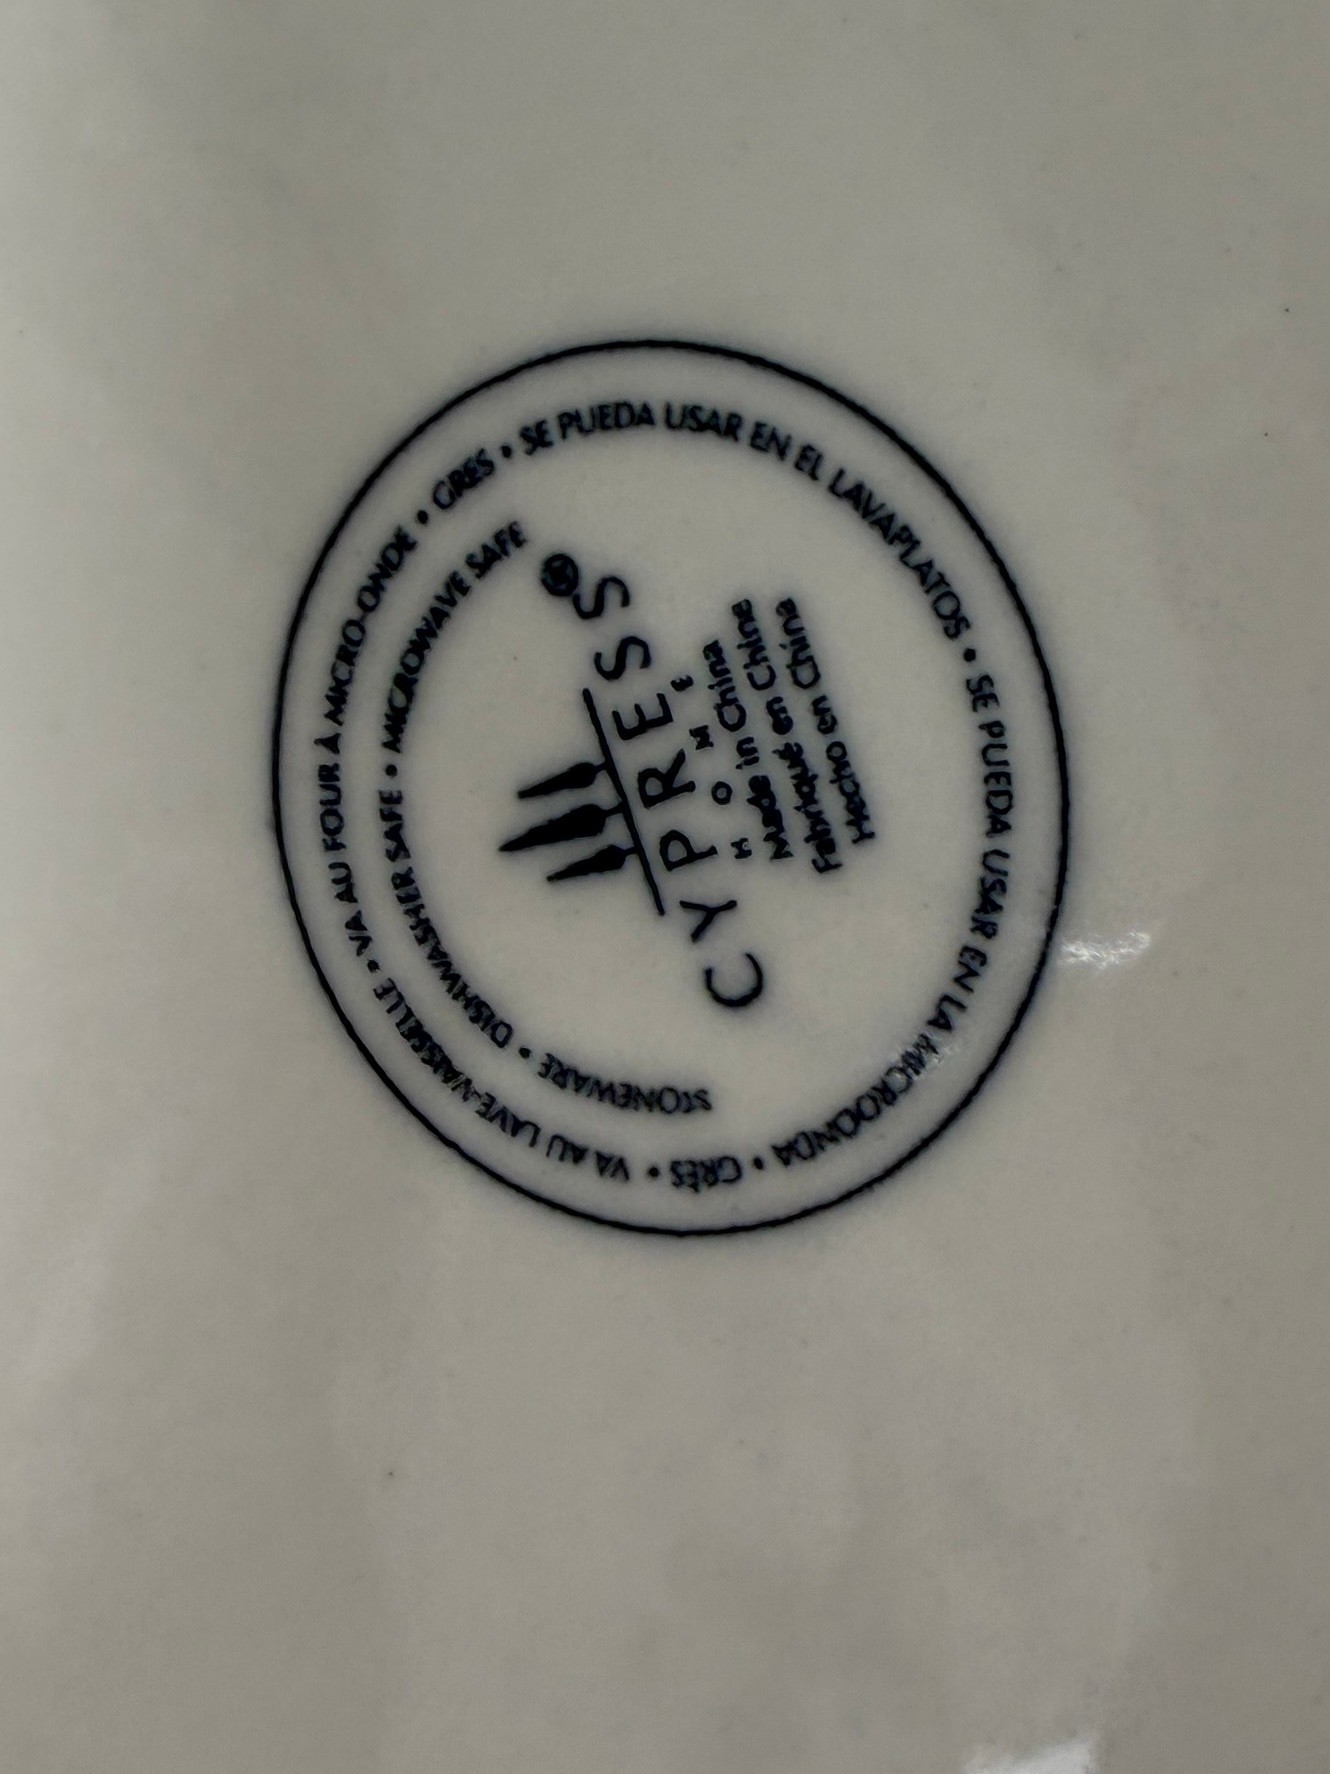 STONEWARE • DISHWASHER SAFE • MICROWAVE SAFE
GRÈS • VA AU LAVE-VAISSELLE • VA AU FOUR À MICRO-ONDE • GRES • SE PUEDA USAR EN EL LAVAPLATOS • SE PUEDA USAR EN LA MICROONDA •
CYPRESS®
HOME
Made in China
Fabriqué en Chine
Hecho en China